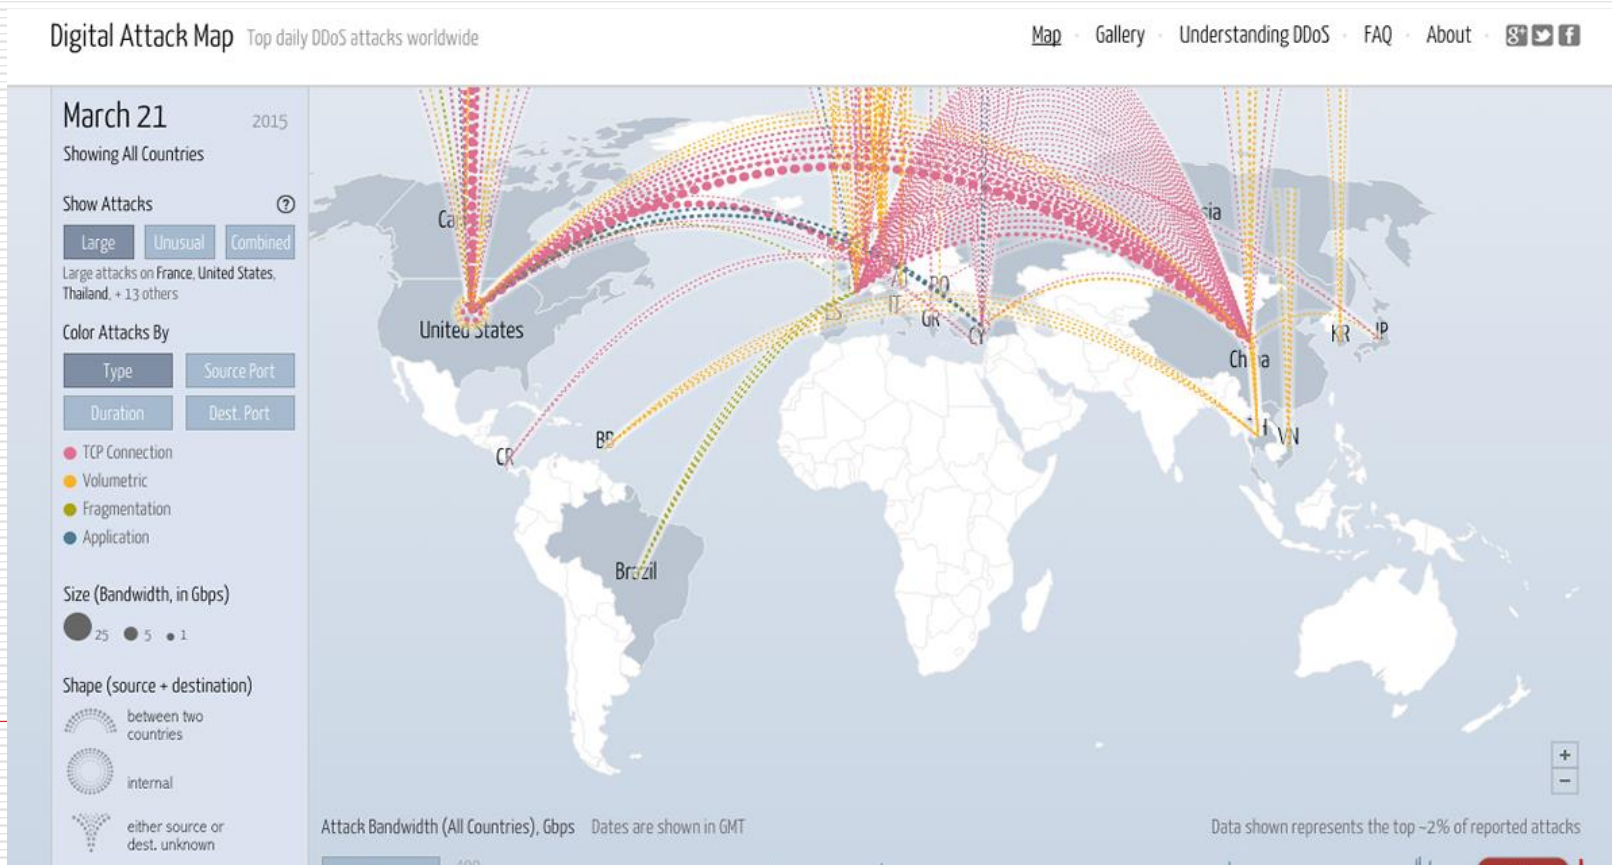 Digital Attack Map Top daily DDoS attacks worldwide
Map · Gallery · Understanding DDoS · FAQ · About
March 21 2015
Showing All Countries
Show Attacks ?
Large Unusual Combined
Large attacks on France, United States,
Thailand, + 13 others
Color Attacks By
Type Source Port
Duration Dest. Port
TCP Connection
Volumetric
Fragmentation
Application
Size (Bandwidth, in Gbps)
25 5 1
Shape (source + destination)
between two
countries
internal
either source or
dest. unknown
United States
RO
ES IT GR CY
KR JP
China
CR
VN
Brazil
+
−
Attack Bandwidth (All Countries), Gbps Dates are shown in GMT
Data shown represents the top ~2% of reported attacks